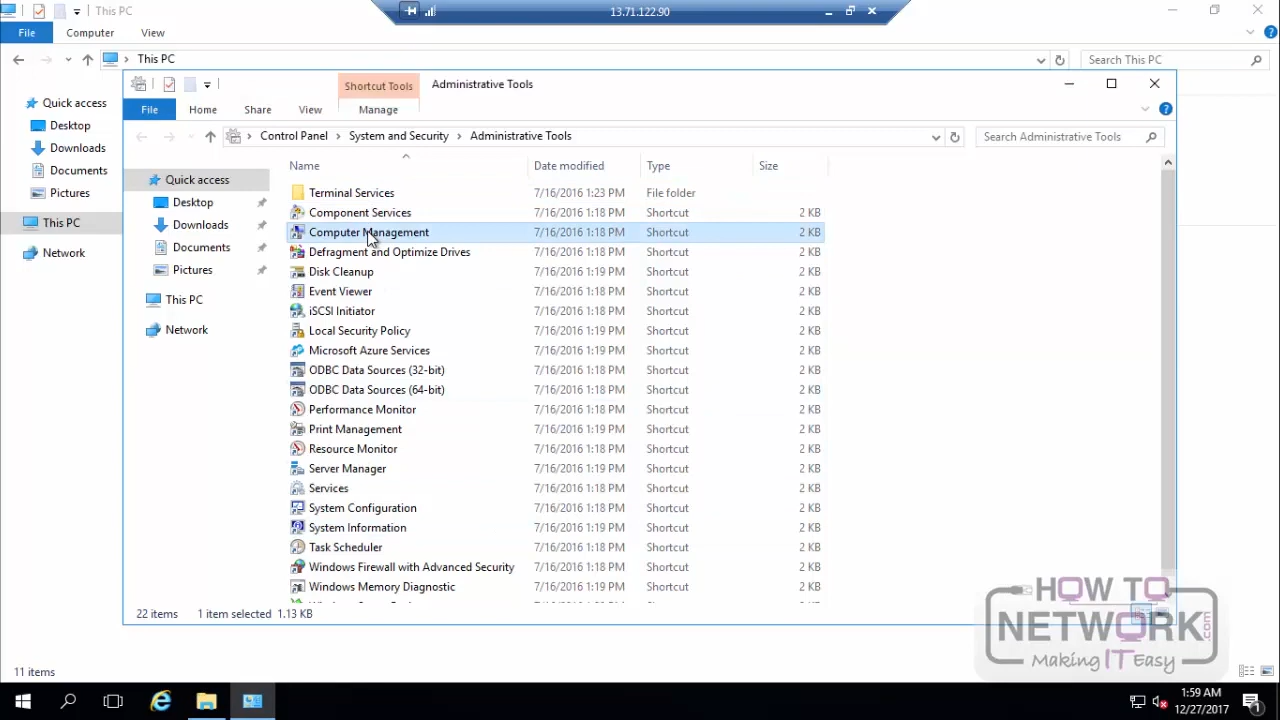 This PC
13.71.122.90
File Computer View
This PC
Search This PC
Quick access
Desktop
Downloads
Documents
Pictures
This PC
Network
Shortcut Tools
Administrative Tools
File Home Share View Manage
Control Panel System and Security Administrative Tools
Search Administrative Tools
Quick access
Desktop
Downloads
Documents
Pictures
This PC
Network
Name Date modified Type Size
Terminal Services 7/16/2016 1:23 PM File folder
Component Services 7/16/2016 1:18 PM Shortcut 2 KB
Computer Management 7/16/2016 1:18 PM Shortcut 2 KB
Defragment and Optimize Drives 7/16/2016 1:18 PM Shortcut 2 KB
Disk Cleanup 7/16/2016 1:19 PM Shortcut 2 KB
Event Viewer 7/16/2016 1:18 PM Shortcut 2 KB
iSCSI Initiator 7/16/2016 1:18 PM Shortcut 2 KB
Local Security Policy 7/16/2016 1:19 PM Shortcut 2 KB
Microsoft Azure Services 7/16/2016 1:19 PM Shortcut 2 KB
ODBC Data Sources (32-bit) 7/16/2016 1:18 PM Shortcut 2 KB
ODBC Data Sources (64-bit) 7/16/2016 1:18 PM Shortcut 2 KB
Performance Monitor 7/16/2016 1:18 PM Shortcut 2 KB
Print Management 7/16/2016 1:19 PM Shortcut 2 KB
Resource Monitor 7/16/2016 1:18 PM Shortcut 2 KB
Server Manager 7/16/2016 1:19 PM Shortcut 2 KB
Services 7/16/2016 1:18 PM Shortcut 2 KB
System Configuration 7/16/2016 1:18 PM Shortcut 2 KB
System Information 7/16/2016 1:19 PM Shortcut 2 KB
Task Scheduler 7/16/2016 1:18 PM Shortcut 2 KB
Windows Firewall with Advanced Security 7/16/2016 1:18 PM Shortcut 2 KB
Windows Memory Diagnostic 7/16/2016 1:19 PM Shortcut 2 KB
22 items 1 item selected 1.13 KB
HOW TO
NETWORK.com
Making IT Easy
11 items
1:59 AM
12/27/2017
1